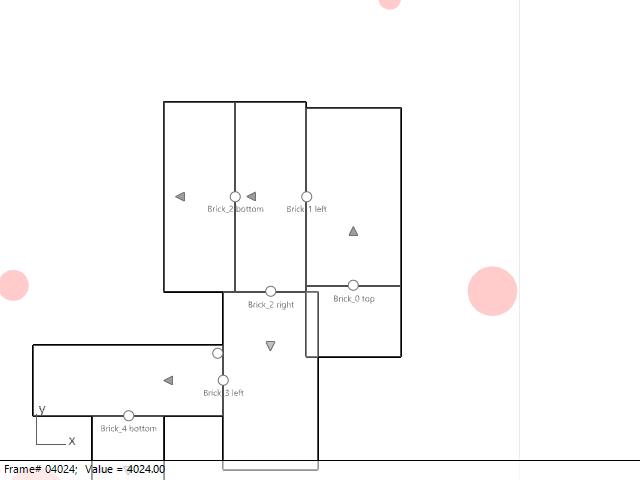 Brick_2 bottom
Brick_1 left
Brick_2 right
Brick_0 top
Brick_3 left
y
x
Brick_4 bottom
Frame# 04024; Value = 4024.00